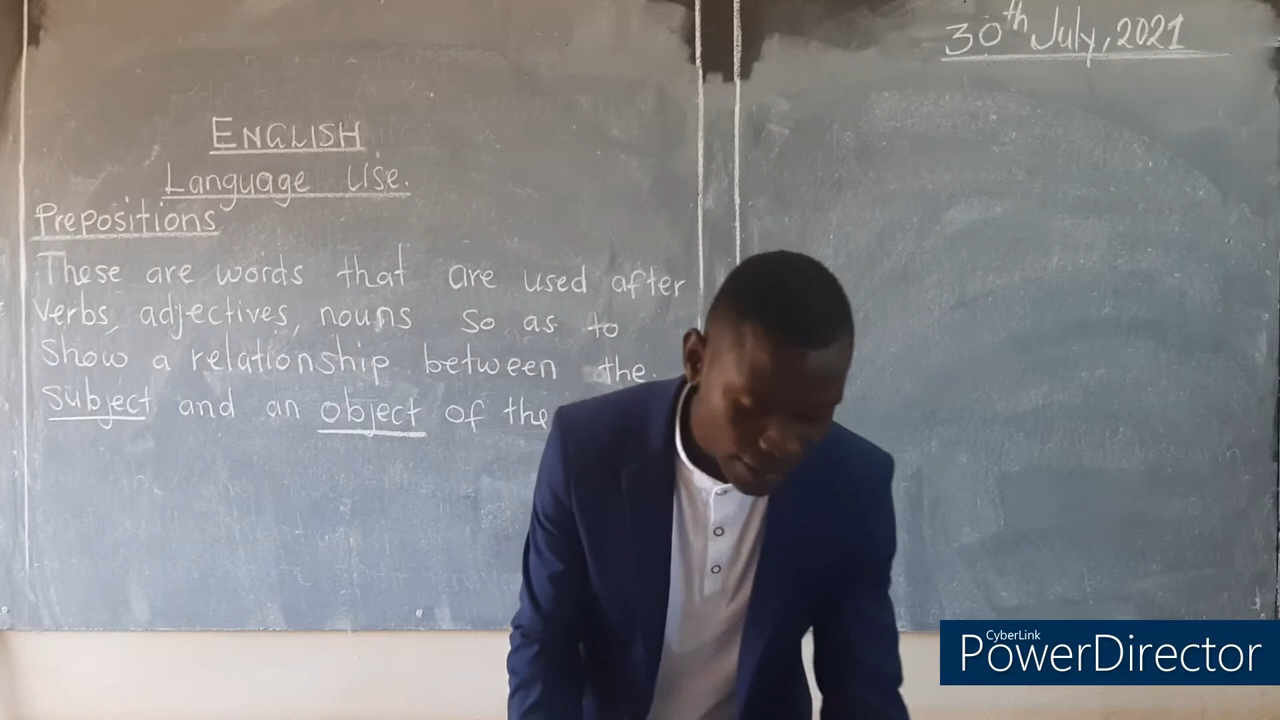 30th July, 2021
ENGLISH
Language Use.
Prepositions
These are words that are used after
verbs, adjectives, nouns so as to
Show a relationship between the.
Subject and an object of the
CyberLink
PowerDirector